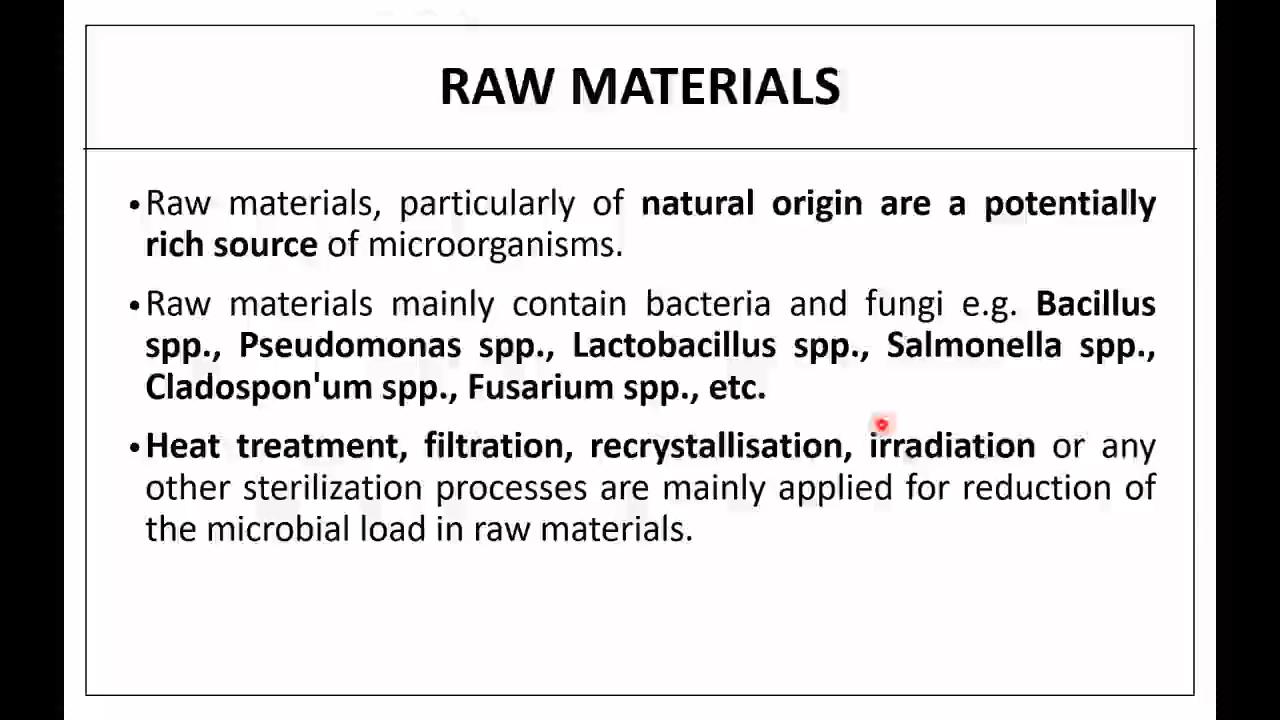 RAW MATERIALS
•Raw materials, particularly of natural origin are a potentially
rich source of microorganisms.
•Raw materials mainly contain bacteria and fungi e.g. Bacillus
spp., Pseudomonas spp., Lactobacillus spp., Salmonella spp.,
Cladospon'um spp., Fusarium spp., etc.
•Heat treatment, filtration, recrystallisation, irradiation or any
other sterilization processes are mainly applied for reduction of
the microbial load in raw materials.